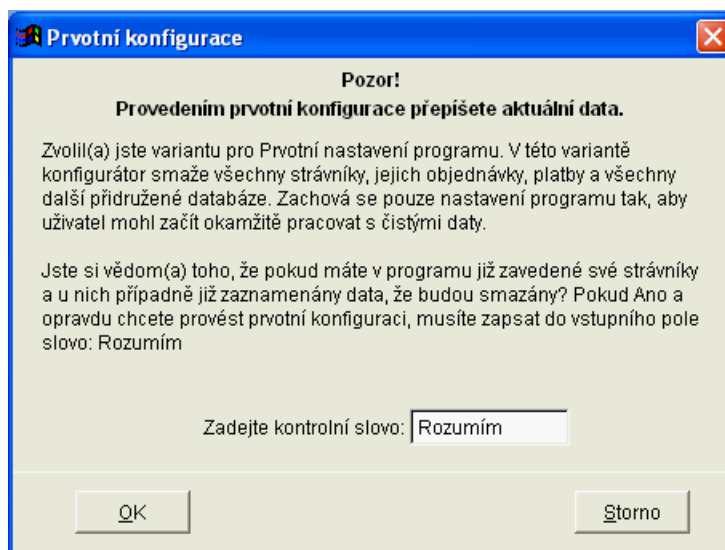 Prvotní konfigurace
Pozor!
Provedením prvotní konfigurace přepíšete aktuální data.
Zvolil(a) jste variantu pro Prvotní nastavení programu. V této variantě
konfigurátor smaže všechny strávníky, jejich objednávky, platby a všechny
další přidružené databáze. Zachová se pouze nastavení programu tak, aby
uživatel mohl začít okamžitě pracovat s čistými daty.
Jste si vědom(a) toho, že pokud máte v programu již zavedené své strávníky
a u nich případně již zaznamenány data, že budou smazány? Pokud Ano a
opravdu chcete provést prvotní konfiguraci, musíte zapsat do vstupního pole
slovo: Rozumím
Zadejte kontrolní slovo: Rozumím
OK Storno